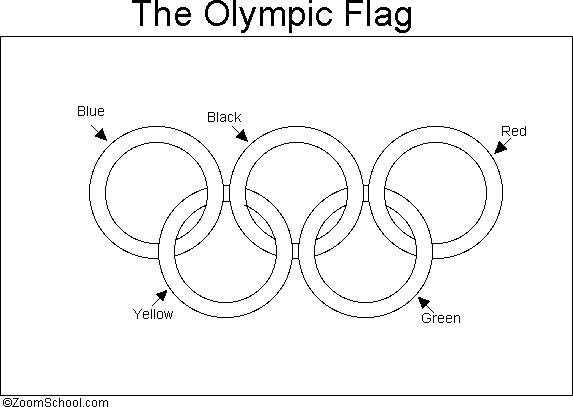 The Olympic Flag
Blue
Black
Red
Yellow
Green
©ZoomSchool.com